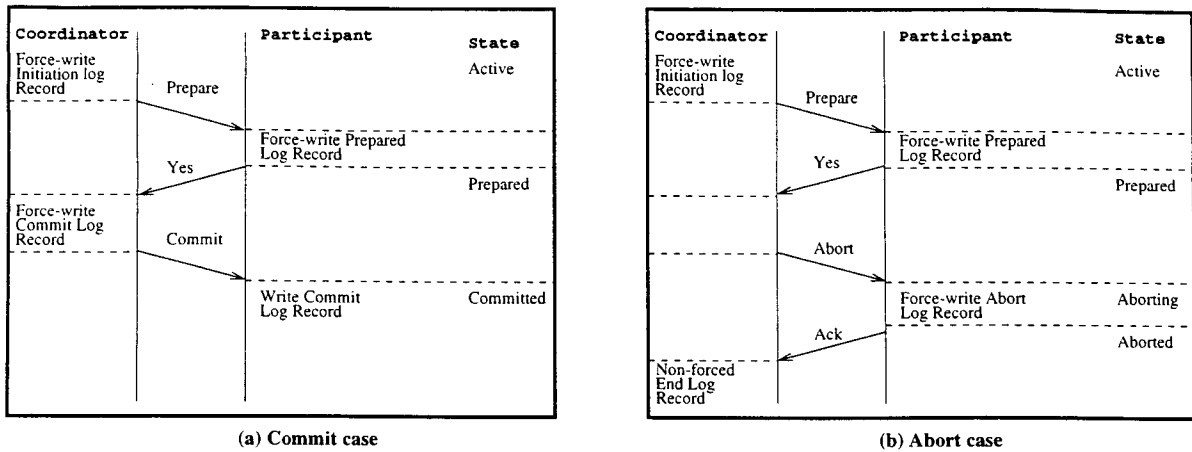 Coordinator
Participant
State
Force-write
Initiation log
Record
Active
Prepare
Force-write Prepared
Log Record
Yes
Prepared
Force-write
Commit Log
Record
Commit
Write Commit
Log Record
Committed
(a) Commit case
Coordinator
Participant
State
Force-write
Initiation log
Record
Active
Prepare
Force-write Prepared
Log Record
Yes
Prepared
Abort
Force-write Abort
Log Record
Aborting
Ack
Aborted
Non-forced
End Log
Record
(b) Abort case